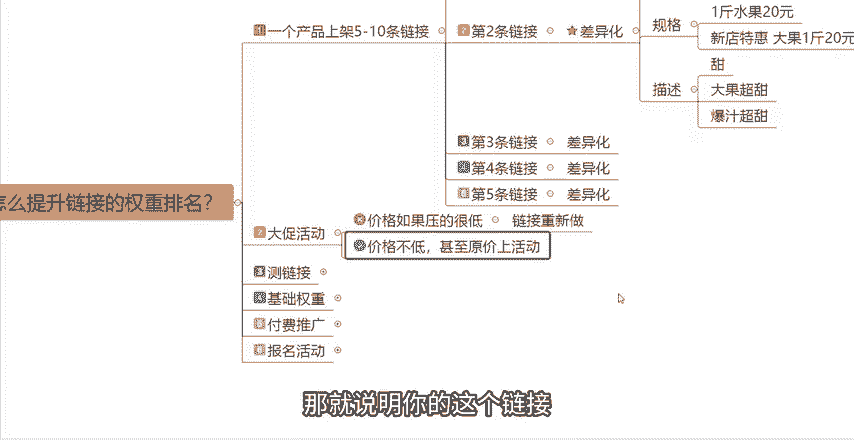 怎么提升链接的权重排名？
一个产品上架5-10条链接
第2条链接
差异化
规格
1斤水果20元
新店特惠 大果1斤20元
描述
甜
大果超甜
爆汁超甜
第3条链接
差异化
第4条链接
差异化
第5条链接
差异化
2
大促活动
价格如果压的很低
链接重新做
价格不低，甚至原价上活动
测链接
基础权重
付费推广
报名活动
那就说明你的这个链接